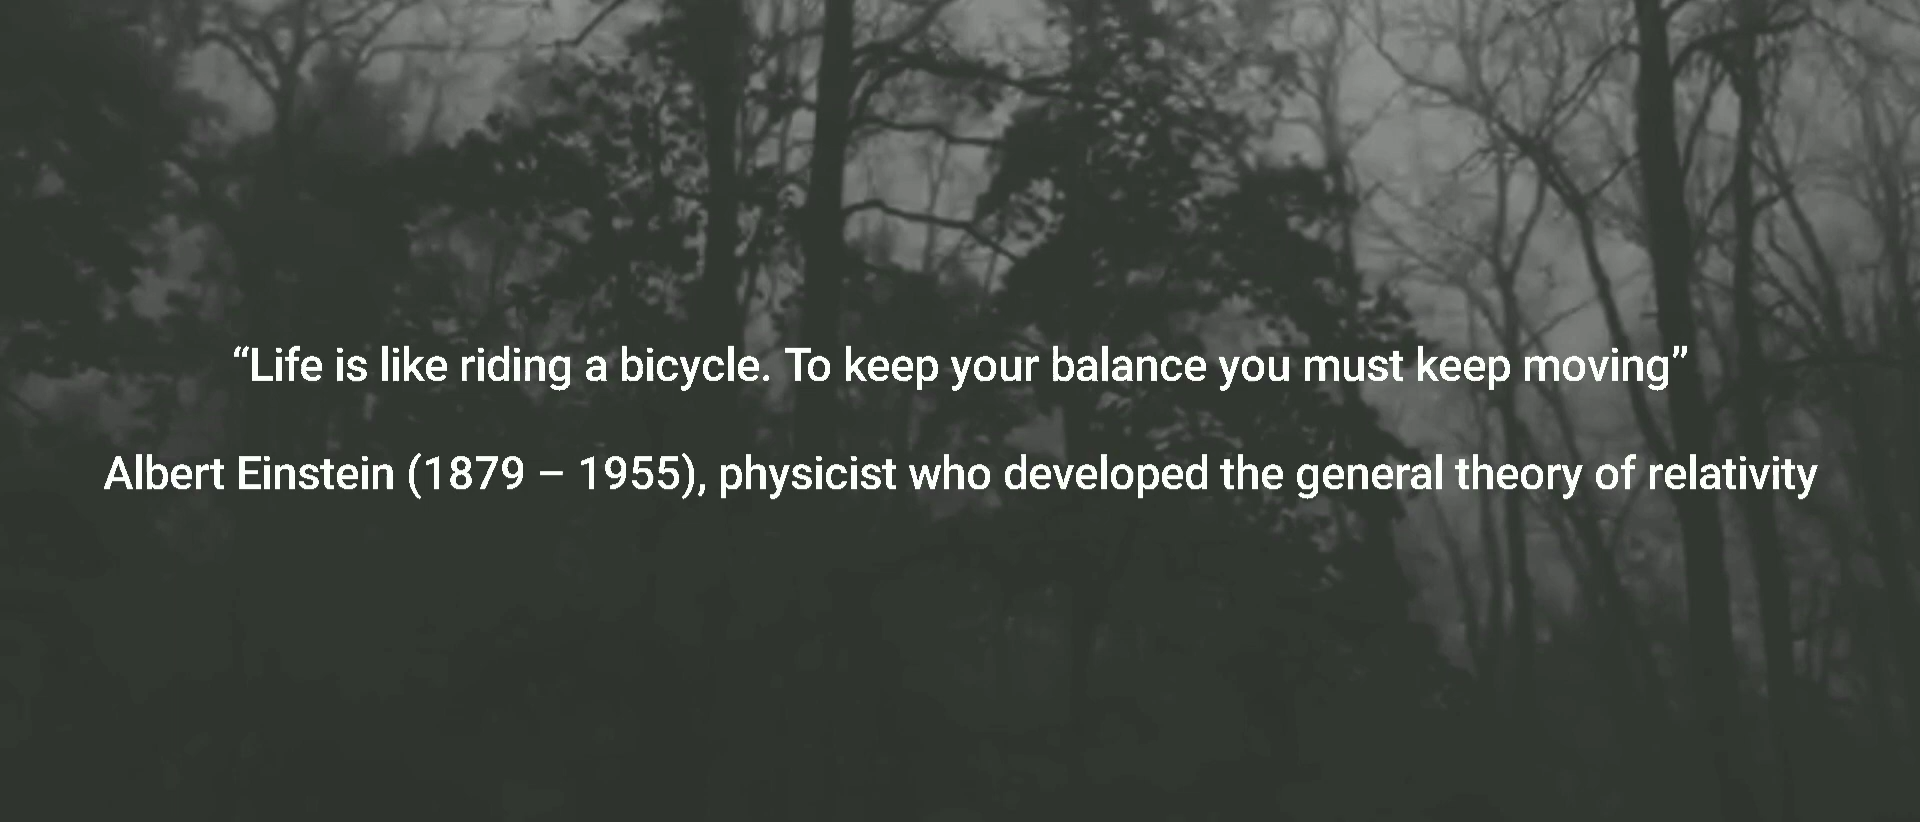 “Life is like riding a bicycle. To keep your balance you must keep moving”
Albert Einstein (1879 – 1955), physicist who developed the general theory of relativity